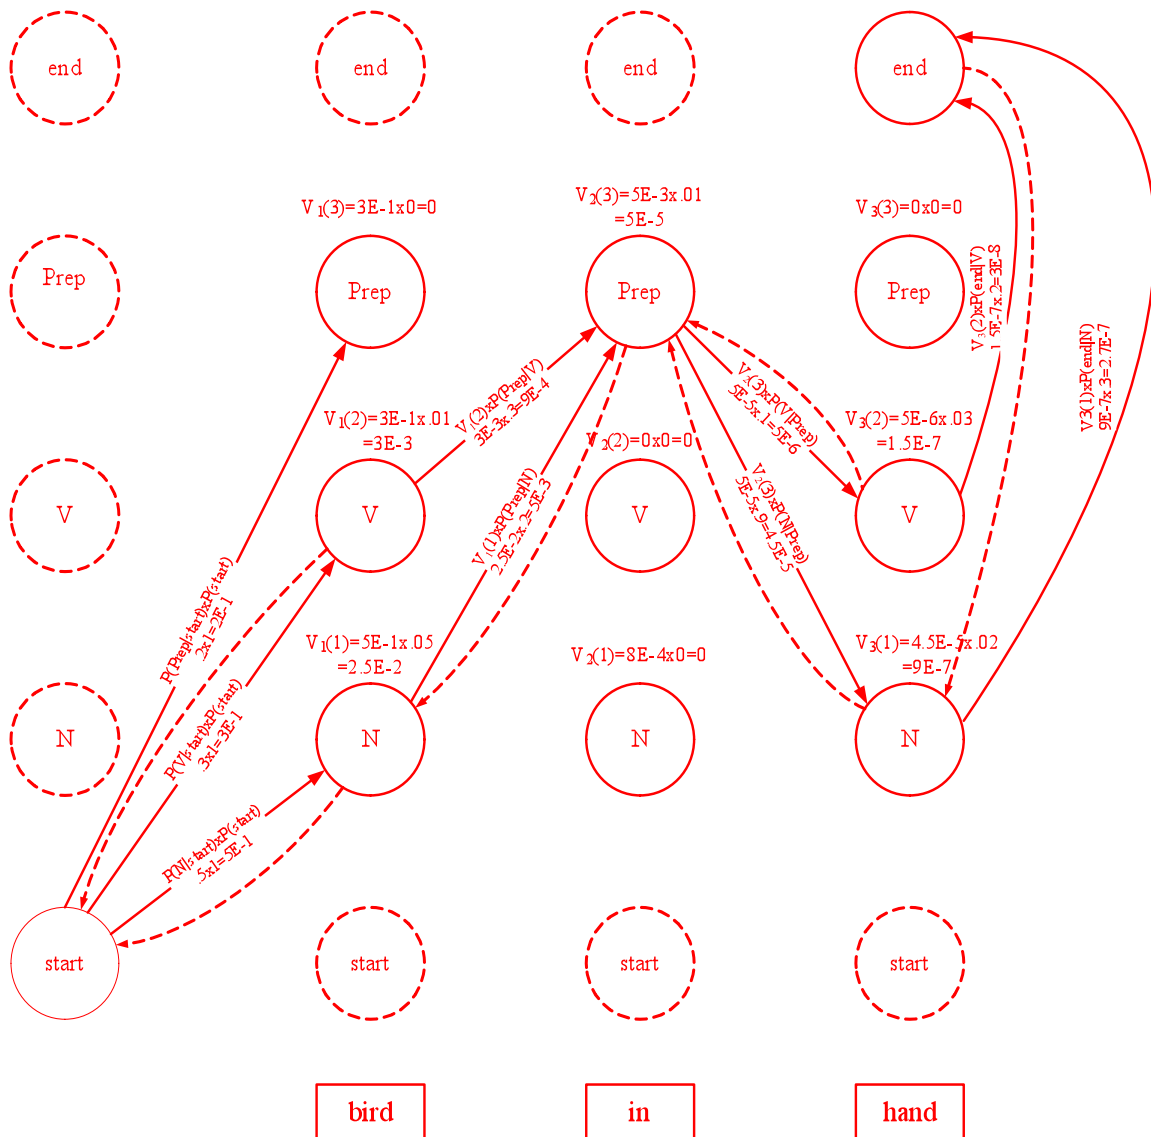 end
end
end
end
V1(3)=3E-1x0=0
V2(3)=5E-3x.01
=5E-5
V3(3)=0x0=0
Prep
Prep
Prep
Prep
V3(2)xP(end|V)
1.5E-7x.2=3E-8
V3(1)xP(end|N)
9E-7x.3=2.7E-7
V1(2)xP(Prep|V)
3E-3x.3=9E-4
V2(3)xP(V|Prep)
5E-5x.1=5E-6
V1(2)=3E-1x.01
=3E-3
V2(2)=0x0=0
V3(2)=5E-6x.03
=1.5E-7
V
V
V
V
V1(1)xP(Prep|N)
2.5E-2x.2=5E-3
V2(3)xP(N|Prep)
5E-5x.9=4.5E-5
P(Prep|start)xP(start)
.2x1=2E-1
P(V|start)xP(start)
.3x1=3E-1
V1(1)=5E-1x.05
=2.5E-2
V2(1)=8E-4x0=0
V3(1)=4.5E-5x.02
=9E-7
N
N
N
N
P(N|start)xP(start)
.5x1=5E-1
start
start
start
start
bird
in
hand